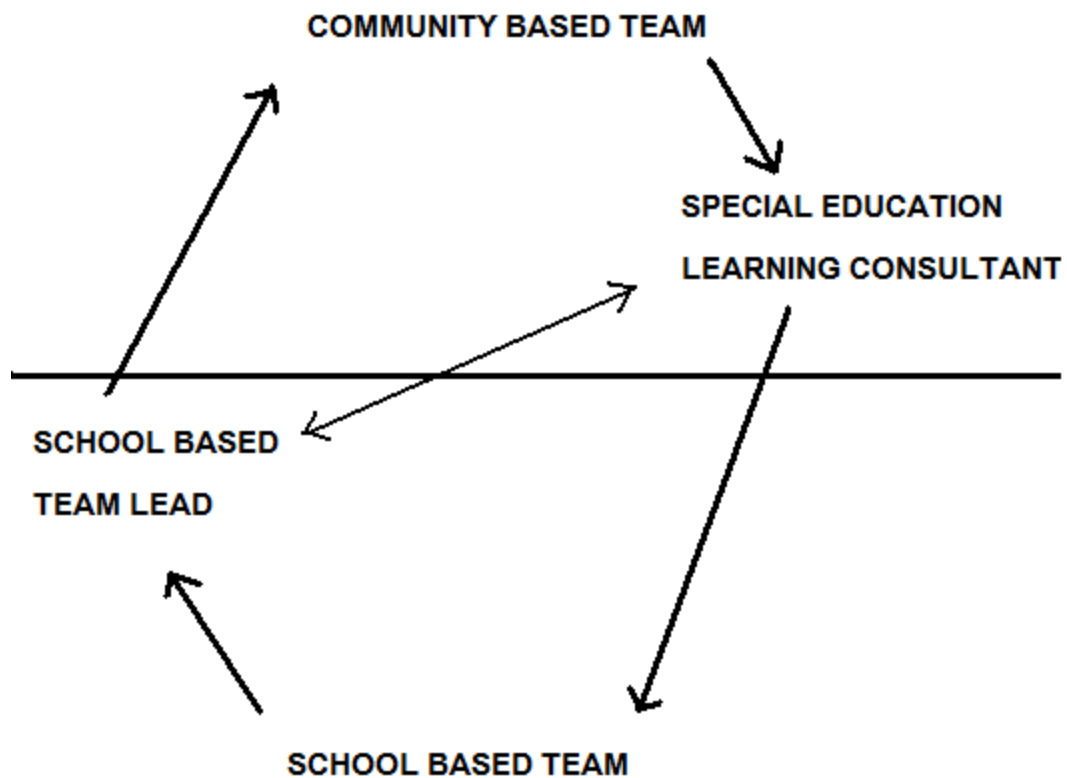 COMMUNITY BASED TEAM
SPECIAL EDUCATION
LEARNING CONSULTANT
SCHOOL BASED
TEAM LEAD
SCHOOL BASED TEAM